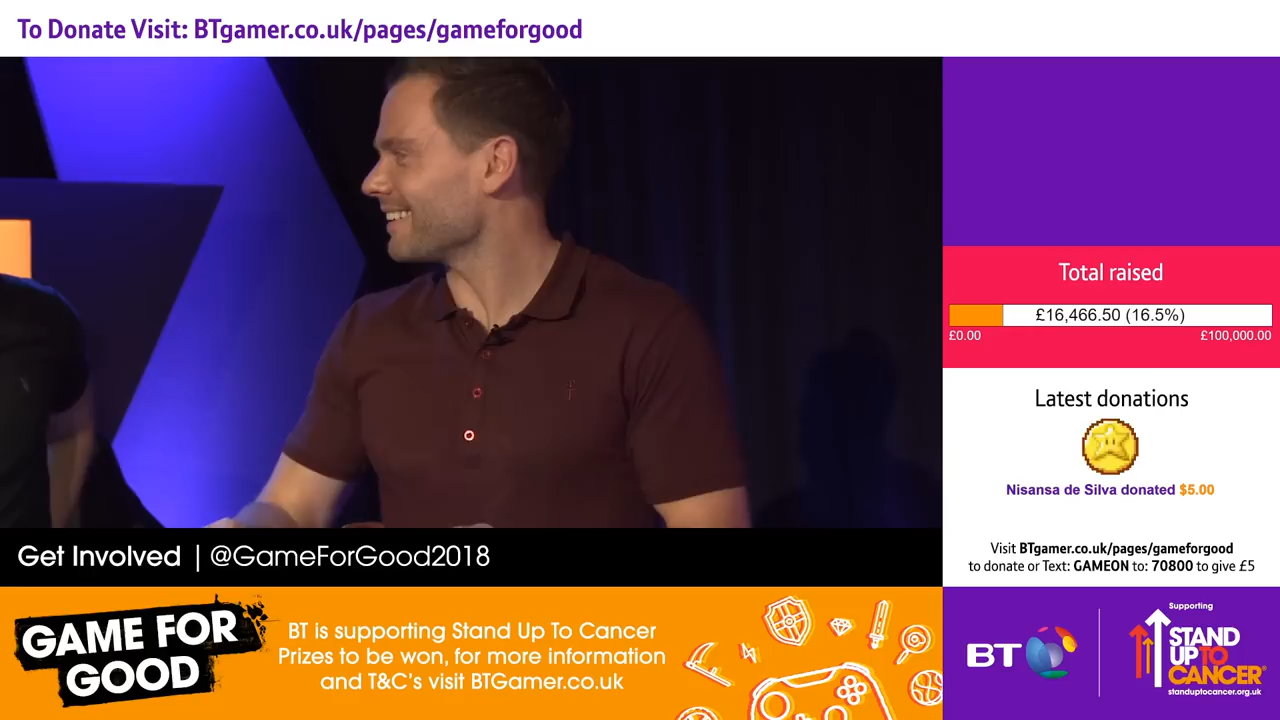 To Donate Visit: BTgamer.co.uk/pages/gameforgood
Total raised
£16,466.50 (16.5%)
£0.00 £100,000.00
Latest donations
Nisansa de Silva donated $5.00
Visit BTgamer.co.uk/pages/gameforgood
to donate or Text: GAMEON to: 70800 to give £5
Get Involved | @GameForGood2018
GAME FOR
GOOD
BT is supporting Stand Up To Cancer
Prizes to be won, for more information
and T&C's visit BTGamer.co.uk
BT
Supporting
STAND
UP TO
CANCER
standuptocancer.org.uk